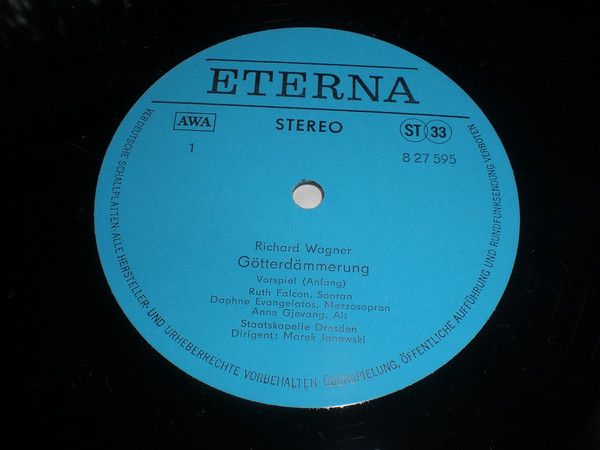 ETERNA
AWA
STEREO
ST 33
1
8 27 595
Richard Wagner
Götterdämmerung
Vorspiel (Anfang)
Ruth Falcon, Sopran
Daphne Evangelatos, Mezzosopran
Anne Gjevang, Alt
Staatskapelle Dresden
Dirigent: Marek Janowski
VEB DEUTSCHE SCHALLPLATTEN · ALLE HERSTELLER- UND URHEBERRECHTE VORBEHALTEN · ÜBERSPIELUNG, ÖFFENTLICHE AUFFÜHRUNG UND RUNDFUNKSENDUNG VERBOTEN